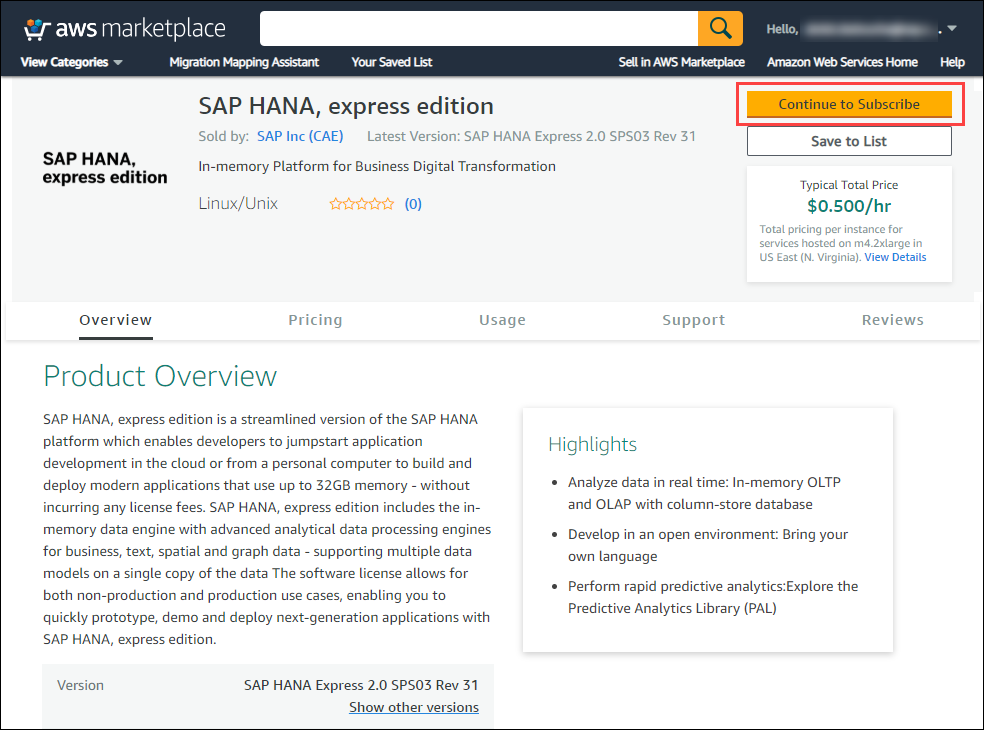 aws marketplace
Hello,
View Categories
Migration Mapping Assistant
Your Saved List
Sell in AWS Marketplace
Amazon Web Services Home
Help
SAP HANA,
express edition
SAP HANA, express edition
Sold by: SAP Inc (CAE) Latest Version: SAP HANA Express 2.0 SPS03 Rev 31
In-memory Platform for Business Digital Transformation
Linux/Unix (0)
Continue to Subscribe
Save to List
Typical Total Price
$0.500/hr
Total pricing per instance for
services hosted on m4.2xlarge in
US East (N. Virginia). View Details
Overview
Pricing
Usage
Support
Reviews
Product Overview
SAP HANA, express edition is a streamlined version of the SAP HANA
platform which enables developers to jumpstart application
development in the cloud or from a personal computer to build and
deploy modern applications that use up to 32GB memory - without
incurring any license fees. SAP HANA, express edition includes the in-
memory data engine with advanced analytical data processing engines
for business, text, spatial and graph data - supporting multiple data
models on a single copy of the data The software license allows for
both non-production and production use cases, enabling you to
quickly prototype, demo and deploy next-generation applications with
SAP HANA, express edition.
Highlights
• Analyze data in real time: In-memory OLTP
and OLAP with column-store database
• Develop in an open environment: Bring your
own language
• Perform rapid predictive analytics:Explore the
Predictive Analytics Library (PAL)
Version
SAP HANA Express 2.0 SPS03 Rev 31
Show other versions